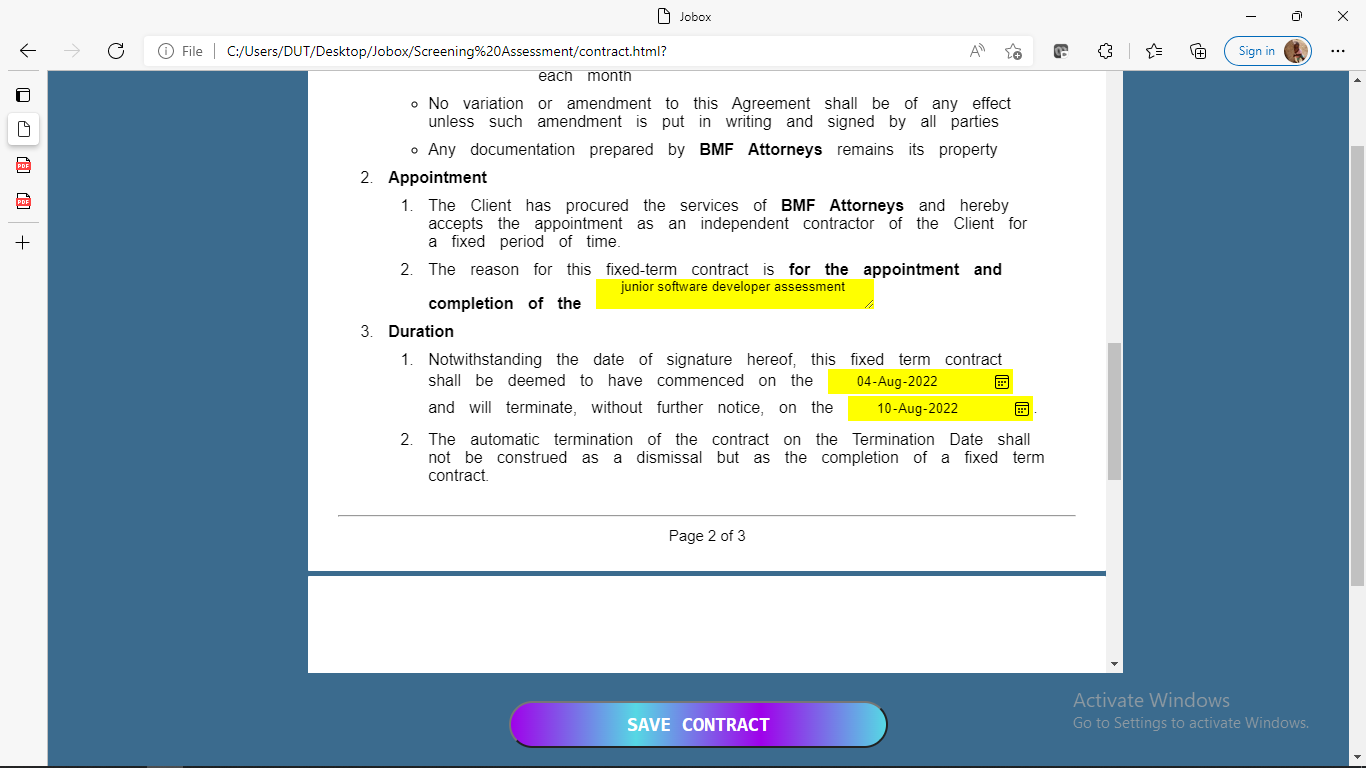 Jobox
File
C:/Users/DUT/Desktop/Jobox/Screening%20Assessment/contract.html?
Sign in
each month
No variation or amendment to this Agreement shall be of any effect
unless such amendment is put in writing and signed by all parties
Any documentation prepared by BMF Attorneys remains its property
2. Appointment
1. The Client has procured the services of BMF Attorneys and hereby
accepts the appointment as an independent contractor of the Client for
a fixed period of time.
2. The reason for this fixed-term contract is for the appointment and
completion of the junior software developer assessment
3. Duration
1. Notwithstanding the date of signature hereof, this fixed term contract
shall be deemed to have commenced on the 04-Aug-2022
and will terminate, without further notice, on the 10-Aug-2022 .
2. The automatic termination of the contract on the Termination Date shall
not be construed as a dismissal but as the completion of a fixed term
contract.
Page 2 of 3
SAVE CONTRACT
Activate Windows
Go to Settings to activate Windows.